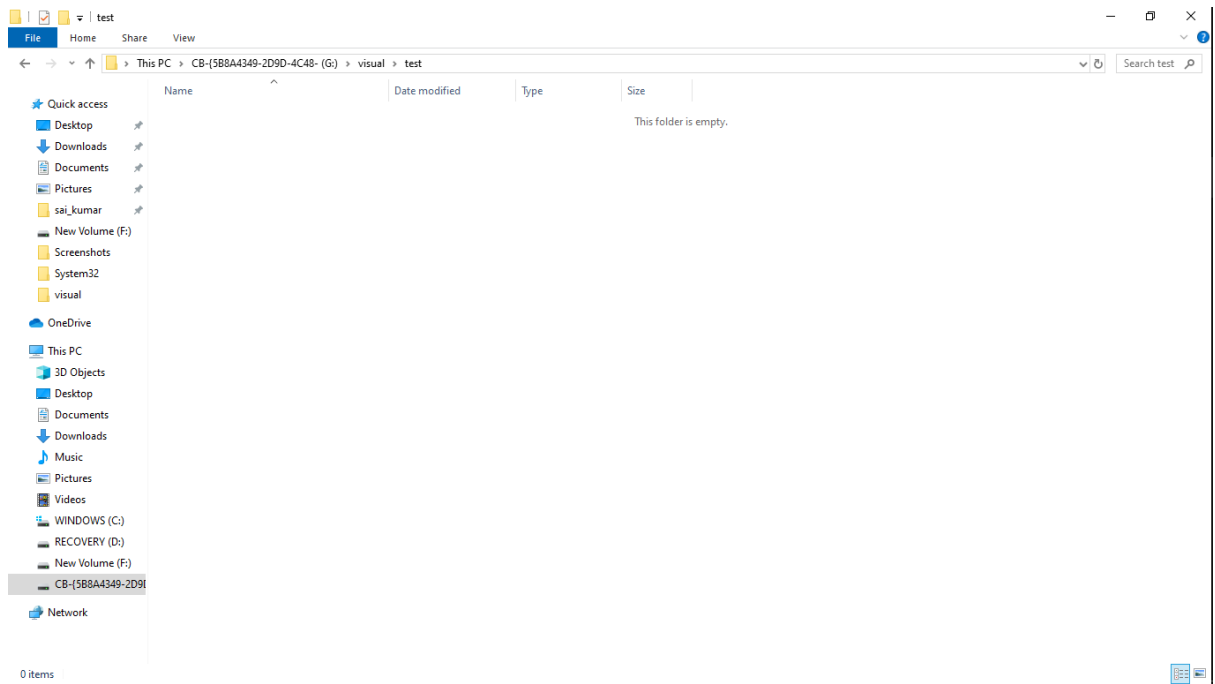 test
File Home Share View
This PC › CB-{5B8A4349-2D9D-4C48- (G:) › visual › test
Search test
Name Date modified Type Size
This folder is empty.
Quick access
Desktop
Downloads
Documents
Pictures
sai_kumar
New Volume (F:)
Screenshots
System32
visual
OneDrive
This PC
3D Objects
Desktop
Documents
Downloads
Music
Pictures
Videos
WINDOWS (C:)
RECOVERY (D:)
New Volume (F:)
CB-{5B8A4349-2D9D
Network
0 items